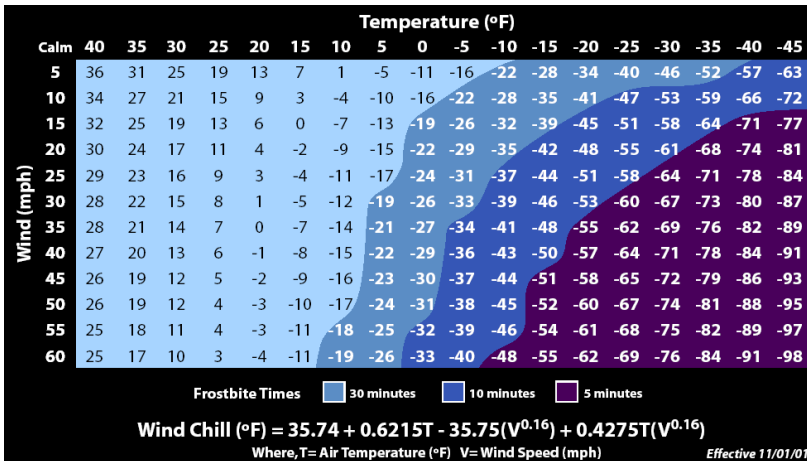 Temperature (ºF)
Calm 40 35 30 25 20 15 10 5 0 -5 -10 -15 -20 -25 -30 -35 -40 -45
5 36 31 25 19 13 7 1 -5 -11 -16 -22 -28 -34 -40 -46 -52 -57 -63
10 34 27 21 15 9 3 -4 -10 -16 -22 -28 -35 -41 -47 -53 -59 -66 -72
15 32 25 19 13 6 0 -7 -13 -19 -26 -32 -39 -45 -51 -58 -64 -71 -77
20 30 24 17 11 4 -2 -9 -15 -22 -29 -35 -42 -48 -55 -61 -68 -74 -81
25 29 23 16 9 3 -4 -11 -17 -24 -31 -37 -44 -51 -58 -64 -71 -78 -84
30 28 22 15 8 1 -5 -12 -19 -26 -33 -39 -46 -53 -60 -67 -73 -80 -87
35 28 21 14 7 0 -7 -14 -21 -27 -34 -41 -48 -55 -62 -69 -76 -82 -89
40 27 20 13 6 -1 -8 -15 -22 -29 -36 -43 -50 -57 -64 -71 -78 -84 -91
45 26 19 12 5 -2 -9 -16 -23 -30 -37 -44 -51 -58 -65 -72 -79 -86 -93
50 26 19 12 4 -3 -10 -17 -24 -31 -38 -45 -52 -60 -67 -74 -81 -88 -95
55 25 18 11 4 -3 -11 -18 -25 -32 -39 -46 -54 -61 -68 -75 -82 -89 -97
60 25 17 10 3 -4 -11 -19 -26 -33 -40 -48 -55 -62 -69 -76 -84 -91 -98
Wind (mph)
Frostbite Times 30 minutes 10 minutes 5 minutes
Wind Chill (ºF) = 35.74 + 0.6215T - 35.75(V0.16) + 0.4275T(V0.16)
Where, T= Air Temperature (ºF) V= Wind Speed (mph) Effective 11/01/01